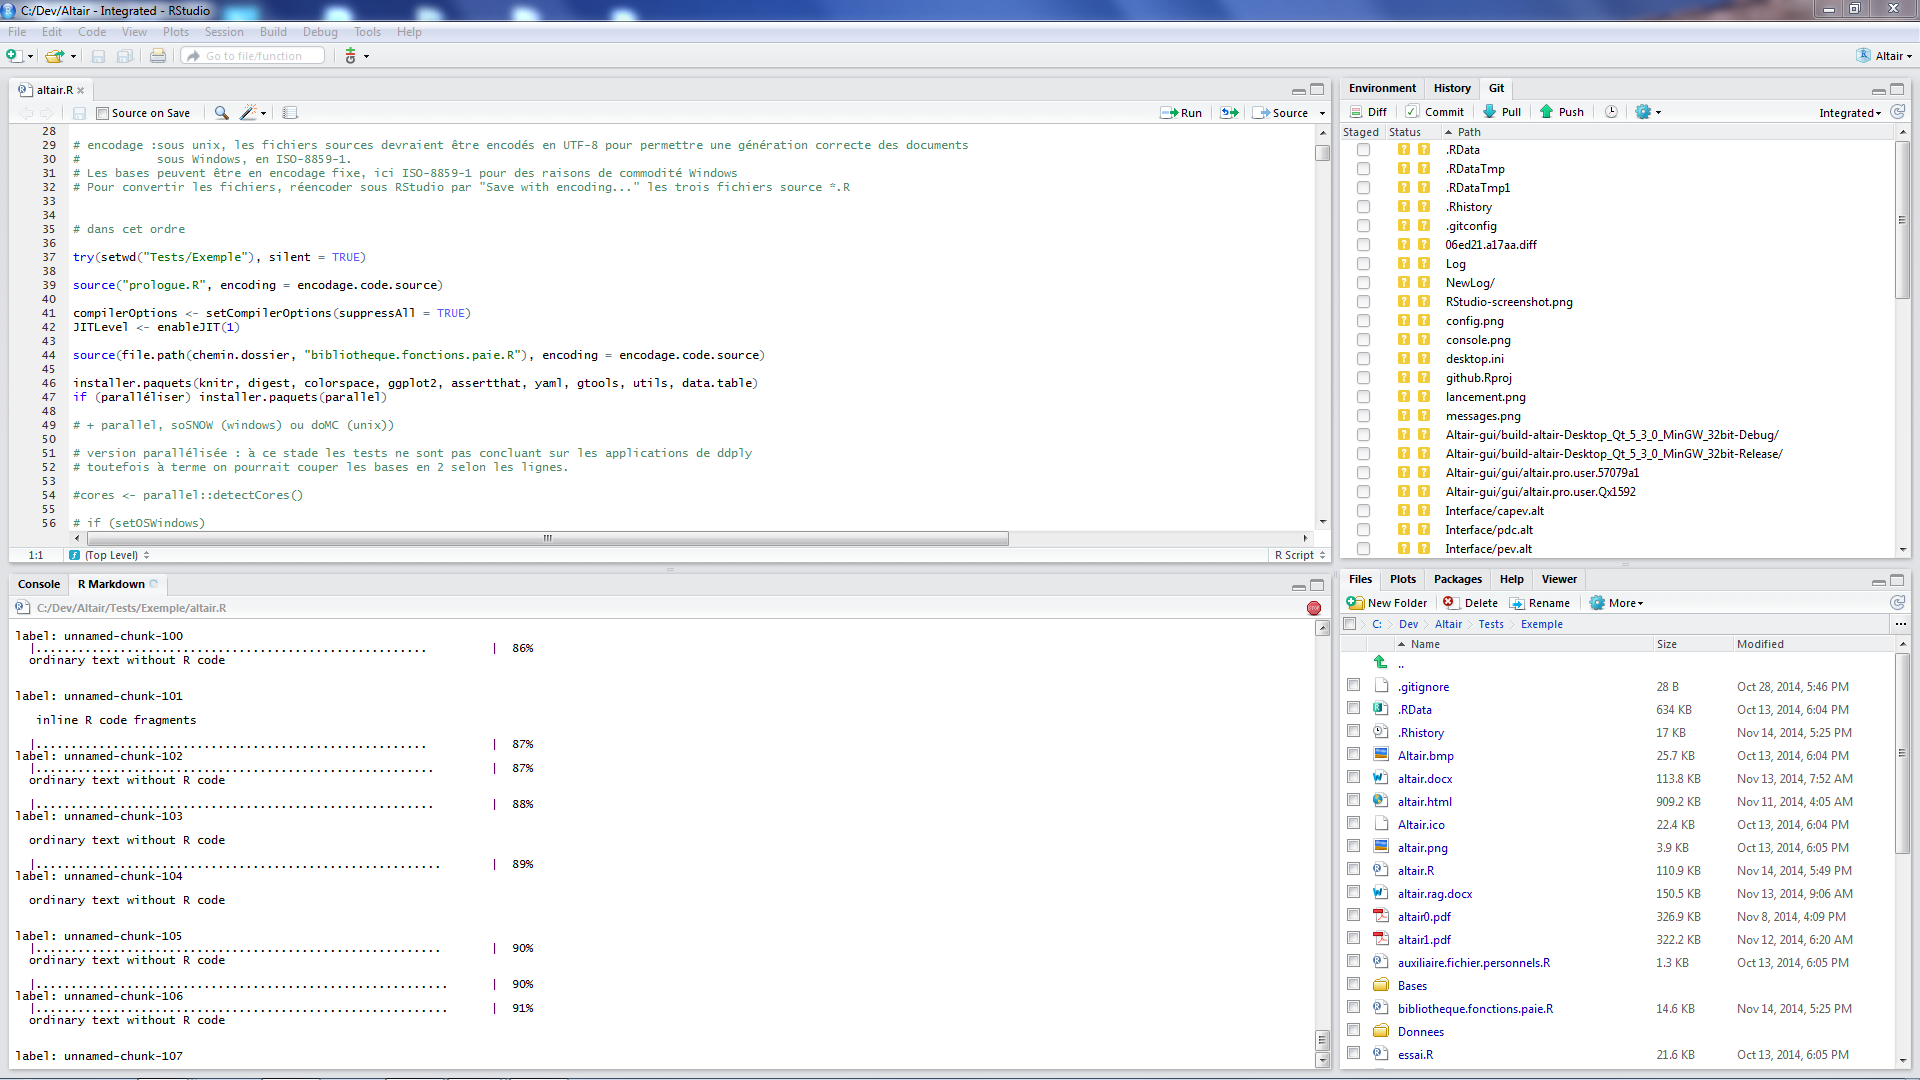 C:/Dev/Altair - Integrated - RStudio
File Edit Code View Plots Session Build Debug Tools Help
Go to file/function
Altair
altair.R
Source on Save
Run
Source
28
29 # encodage :sous unix, les fichiers sources devraient être encodés en UTF-8 pour permettre une génération correcte des documents
30 # sous Windows, en ISO-8859-1.
31 # Les bases peuvent être en encodage fixe, ici ISO-8859-1 pour des raisons de commodité Windows
32 # Pour convertir les fichiers, réencoder sous RStudio par "Save with encoding..." les trois fichiers source *.R
33
34
35 # dans cet ordre
36
37 try(setwd("Tests/Exemple"), silent = TRUE)
38
39 source("prologue.R", encoding = encodage.code.source)
40
41 compilerOptions <- setCompilerOptions(suppressAll = TRUE)
42 JITLevel <- enableJIT(1)
43
44 source(file.path(chemin.dossier, "bibliotheque.fonctions.paie.R"), encoding = encodage.code.source)
45
46 installer.paquets(knitr, digest, colorspace, ggplot2, assertthat, yaml, gtools, utils, data.table)
47 if (paralléliser) installer.paquets(parallel)
48
49 # + parallel, soSNOW (windows) ou doMC (unix))
50
51 # version parallélisée : à ce stade les tests ne sont pas concluant sur les applications de ddply
52 # toutefois à terme on pourrait couper les bases en 2 selon les lignes.
53
54 #cores <- parallel::detectCores()
55
56 # if (setOSWindows)
1:1 (Top Level) R Script
Console R Markdown
C:/Dev/Altair/Tests/Exemple/altair.R
label: unnamed-chunk-100
|........................................................ | 86%
ordinary text without R code
label: unnamed-chunk-101
inline R code fragments
|........................................................ | 87%
label: unnamed-chunk-102
|......................................................... | 87%
ordinary text without R code
|......................................................... | 88%
label: unnamed-chunk-103
ordinary text without R code
|.......................................................... | 89%
label: unnamed-chunk-104
ordinary text without R code
label: unnamed-chunk-105
|.......................................................... | 90%
ordinary text without R code
|........................................................... | 90%
label: unnamed-chunk-106
|........................................................... | 91%
ordinary text without R code
label: unnamed-chunk-107
Environment History Git
Diff Commit Pull Push Integrated
Staged Status Path
.RData
.RDataTmp
.RDataTmp1
.Rhistory
.gitconfig
06ed21.a17aa.diff
Log
NewLog/
RStudio-screenshot.png
config.png
console.png
desktop.ini
github.Rproj
lancement.png
messages.png
Altair-gui/build-altair-Desktop_Qt_5_3_0_MinGW_32bit-Debug/
Altair-gui/build-altair-Desktop_Qt_5_3_0_MinGW_32bit-Release/
Altair-gui/gui/altair.pro.user.57079a1
Altair-gui/gui/altair.pro.user.Qx1592
Interface/capev.alt
Interface/pdc.alt
Interface/pev.alt
Files Plots Packages Help Viewer
New Folder Delete Rename More
C: Dev Altair Tests Exemple ...
Name Size Modified
..
.gitignore 28 B Oct 28, 2014, 5:46 PM
.RData 634 KB Oct 13, 2014, 6:04 PM
.Rhistory 17 KB Nov 14, 2014, 5:25 PM
Altair.bmp 25.7 KB Oct 13, 2014, 6:04 PM
altair.docx 113.8 KB Nov 13, 2014, 7:52 AM
altair.html 909.2 KB Nov 11, 2014, 4:05 AM
Altair.ico 22.4 KB Oct 13, 2014, 6:04 PM
altair.png 3.9 KB Oct 13, 2014, 6:05 PM
altair.R 110.9 KB Nov 14, 2014, 5:49 PM
altair.rag.docx 150.5 KB Nov 13, 2014, 9:06 AM
altair0.pdf 326.9 KB Nov 8, 2014, 4:09 PM
altair1.pdf 322.2 KB Nov 12, 2014, 6:20 AM
auxiliaire.fichier.personnels.R 1.3 KB Oct 13, 2014, 6:05 PM
Bases
bibliotheque.fonctions.paie.R 14.6 KB Nov 14, 2014, 5:25 PM
Donnees
essai.R 21.6 KB Oct 13, 2014, 6:05 PM